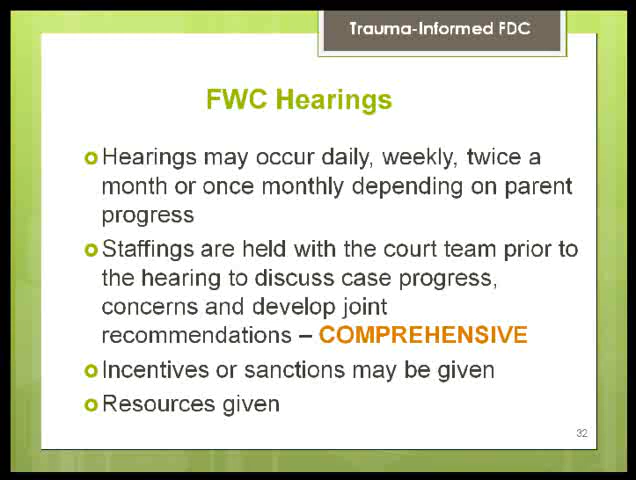 Trauma-Informed FDC
FWC Hearings
Hearings may occur daily, weekly, twice a
month or once monthly depending on parent
progress
Staffings are held with the court team prior to
the hearing to discuss case progress,
concerns and develop joint
recommendations – COMPREHENSIVE
Incentives or sanctions may be given
Resources given
32